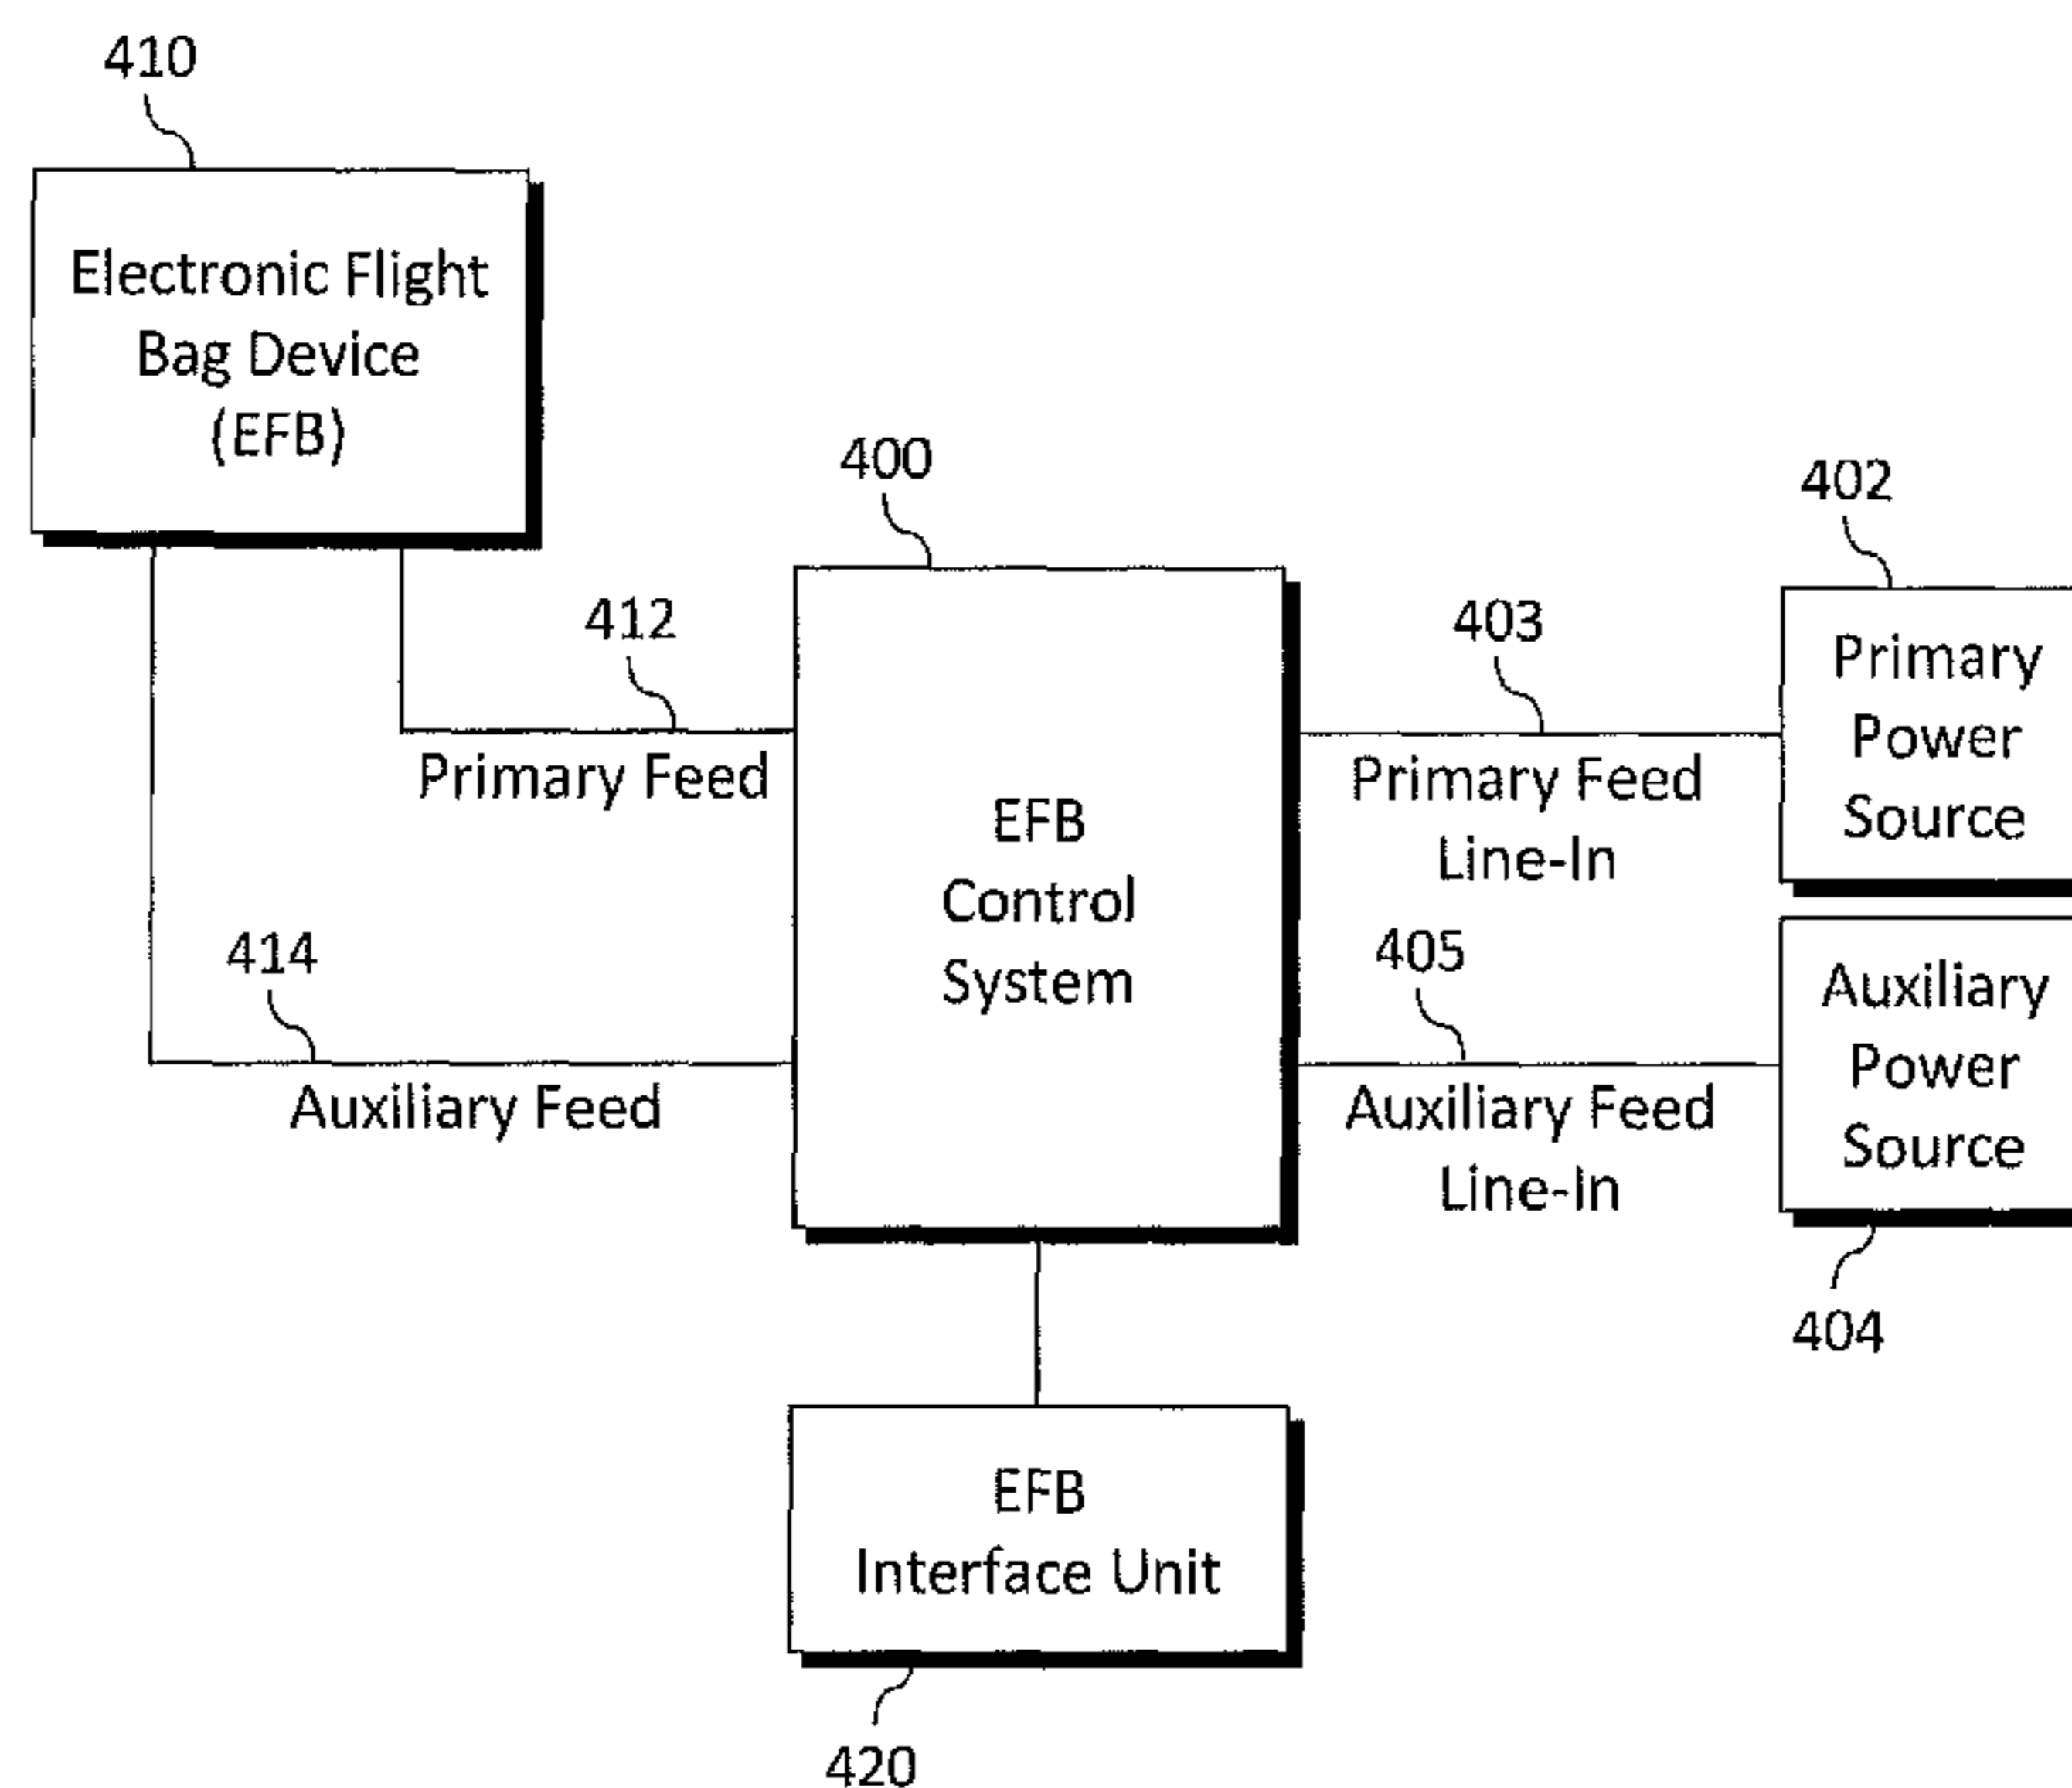 410
Electronic Flight
Bag Device
(EFB)
400
402
412
403
Primary Feed
Primary Feed
Line-In
Primary
Power
Source
EFB
Control
System
414
405
Auxiliary Feed
Auxiliary Feed
Line-In
Auxiliary
Power
Source
404
EFB
Interface Unit
420